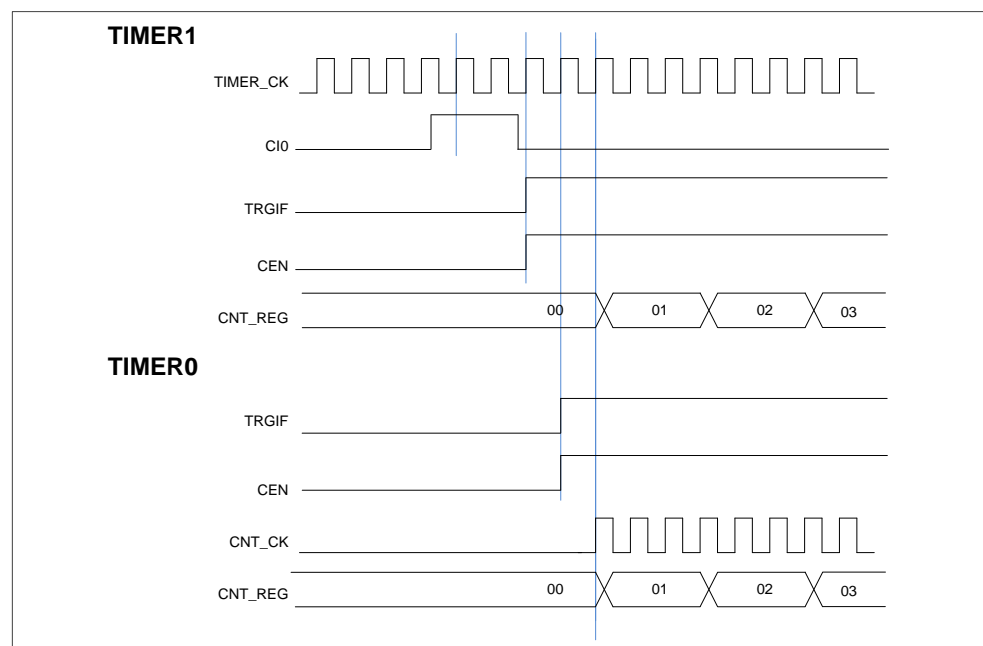 TIMER1
TIMER_CK
CI0
TRGIF
CEN
CNT_REG 00 01 02 03
TIMER0
TRGIF
CEN
CNT_CK
CNT_REG 00 01 02 03